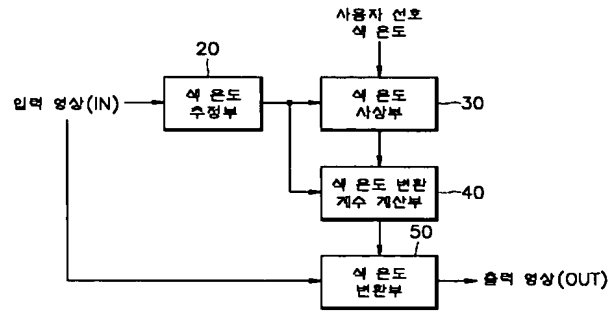 사용자 선호
색 온도
20
입력 영상(IN)
색 온도
추정부
색 온도
사상부
30
색 온도 변환
계수 계산부
40
50
색 온도
변환부
출력 영상(OUT)